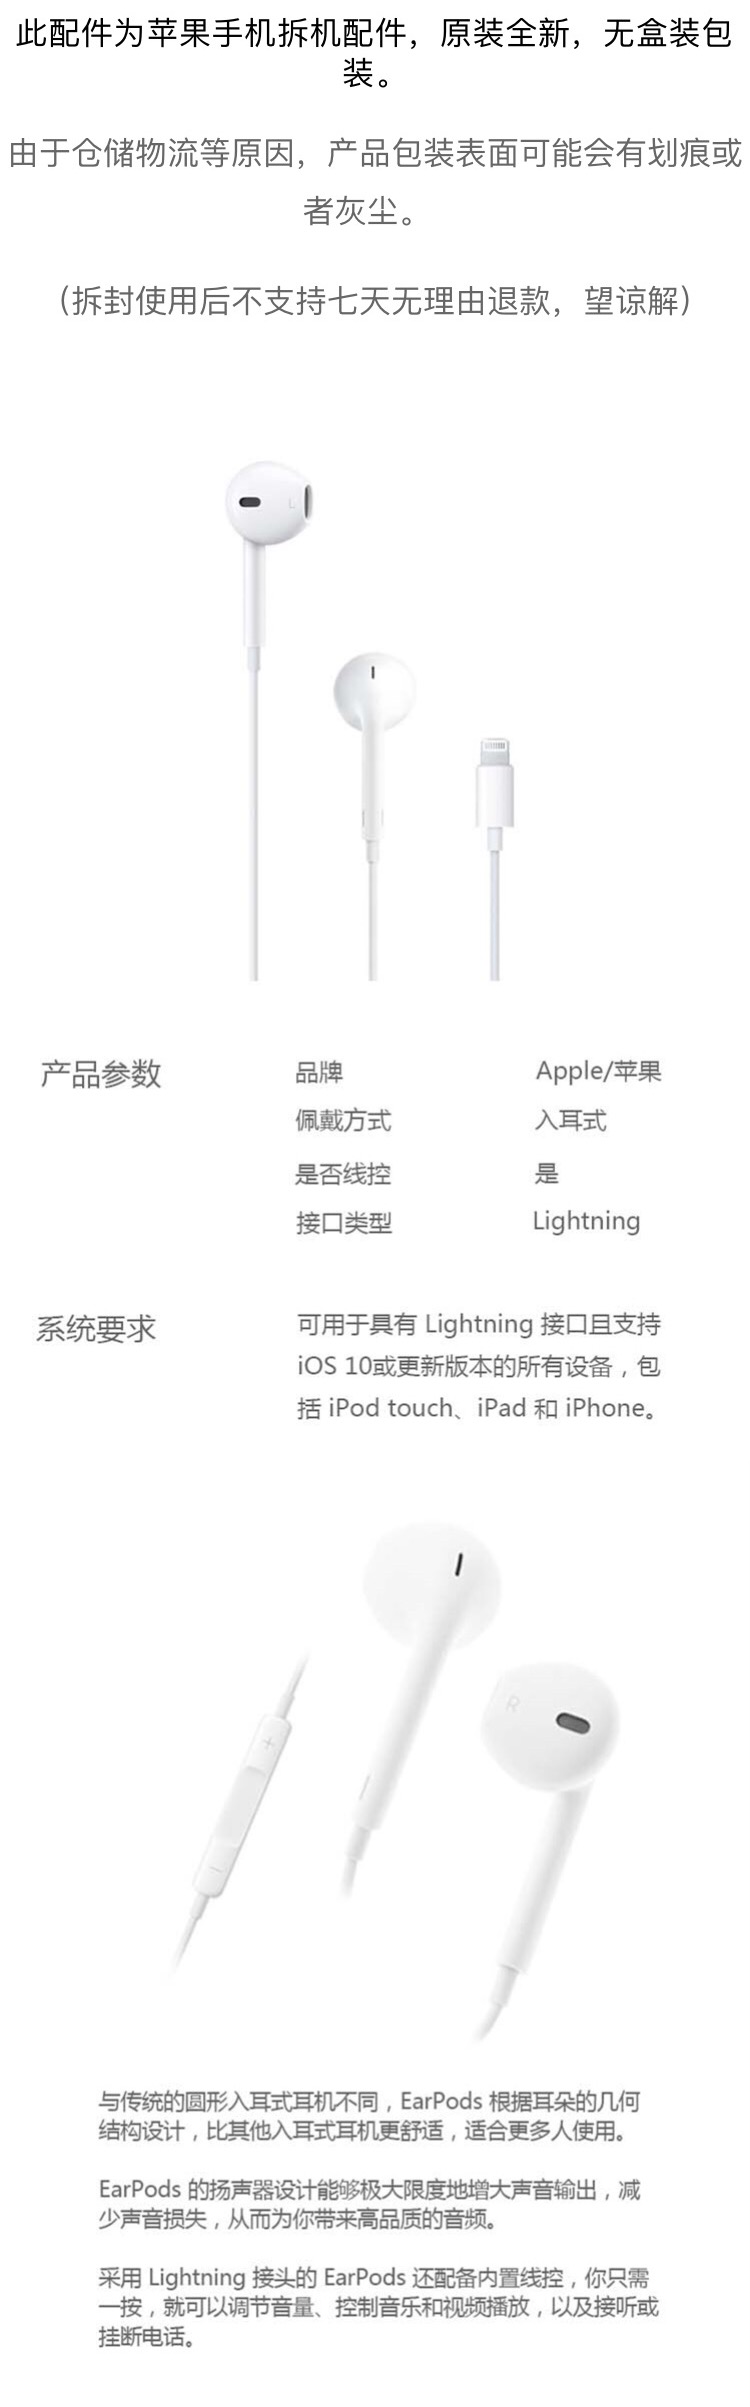 此配件为苹果手机拆机配件，原装全新，无盒装包
装。
由于仓储物流等原因，产品包装表面可能会有划痕或
者灰尘。
（拆封使用后不支持七天无理由退款，望谅解）
L
产品参数
品牌 Apple/苹果
佩戴方式 入耳式
是否线控 是
接口类型 Lightning
系统要求
可用于具有 Lightning 接口且支持
iOS 10或更新版本的所有设备，包
括 iPod touch、iPad 和 iPhone。
R
+
−
与传统的圆形入耳式耳机不同，EarPods 根据耳朵的几何
结构设计，比其他入耳式耳机更舒适，适合更多人使用。
EarPods 的扬声器设计能够极大限度地增大声音输出，减
少声音损失，从而为你带来高品质的音频。
采用 Lightning 接头的 EarPods 还配备内置线控，你只需
一按，就可以调节音量、控制音乐和视频播放，以及接听或
挂断电话。